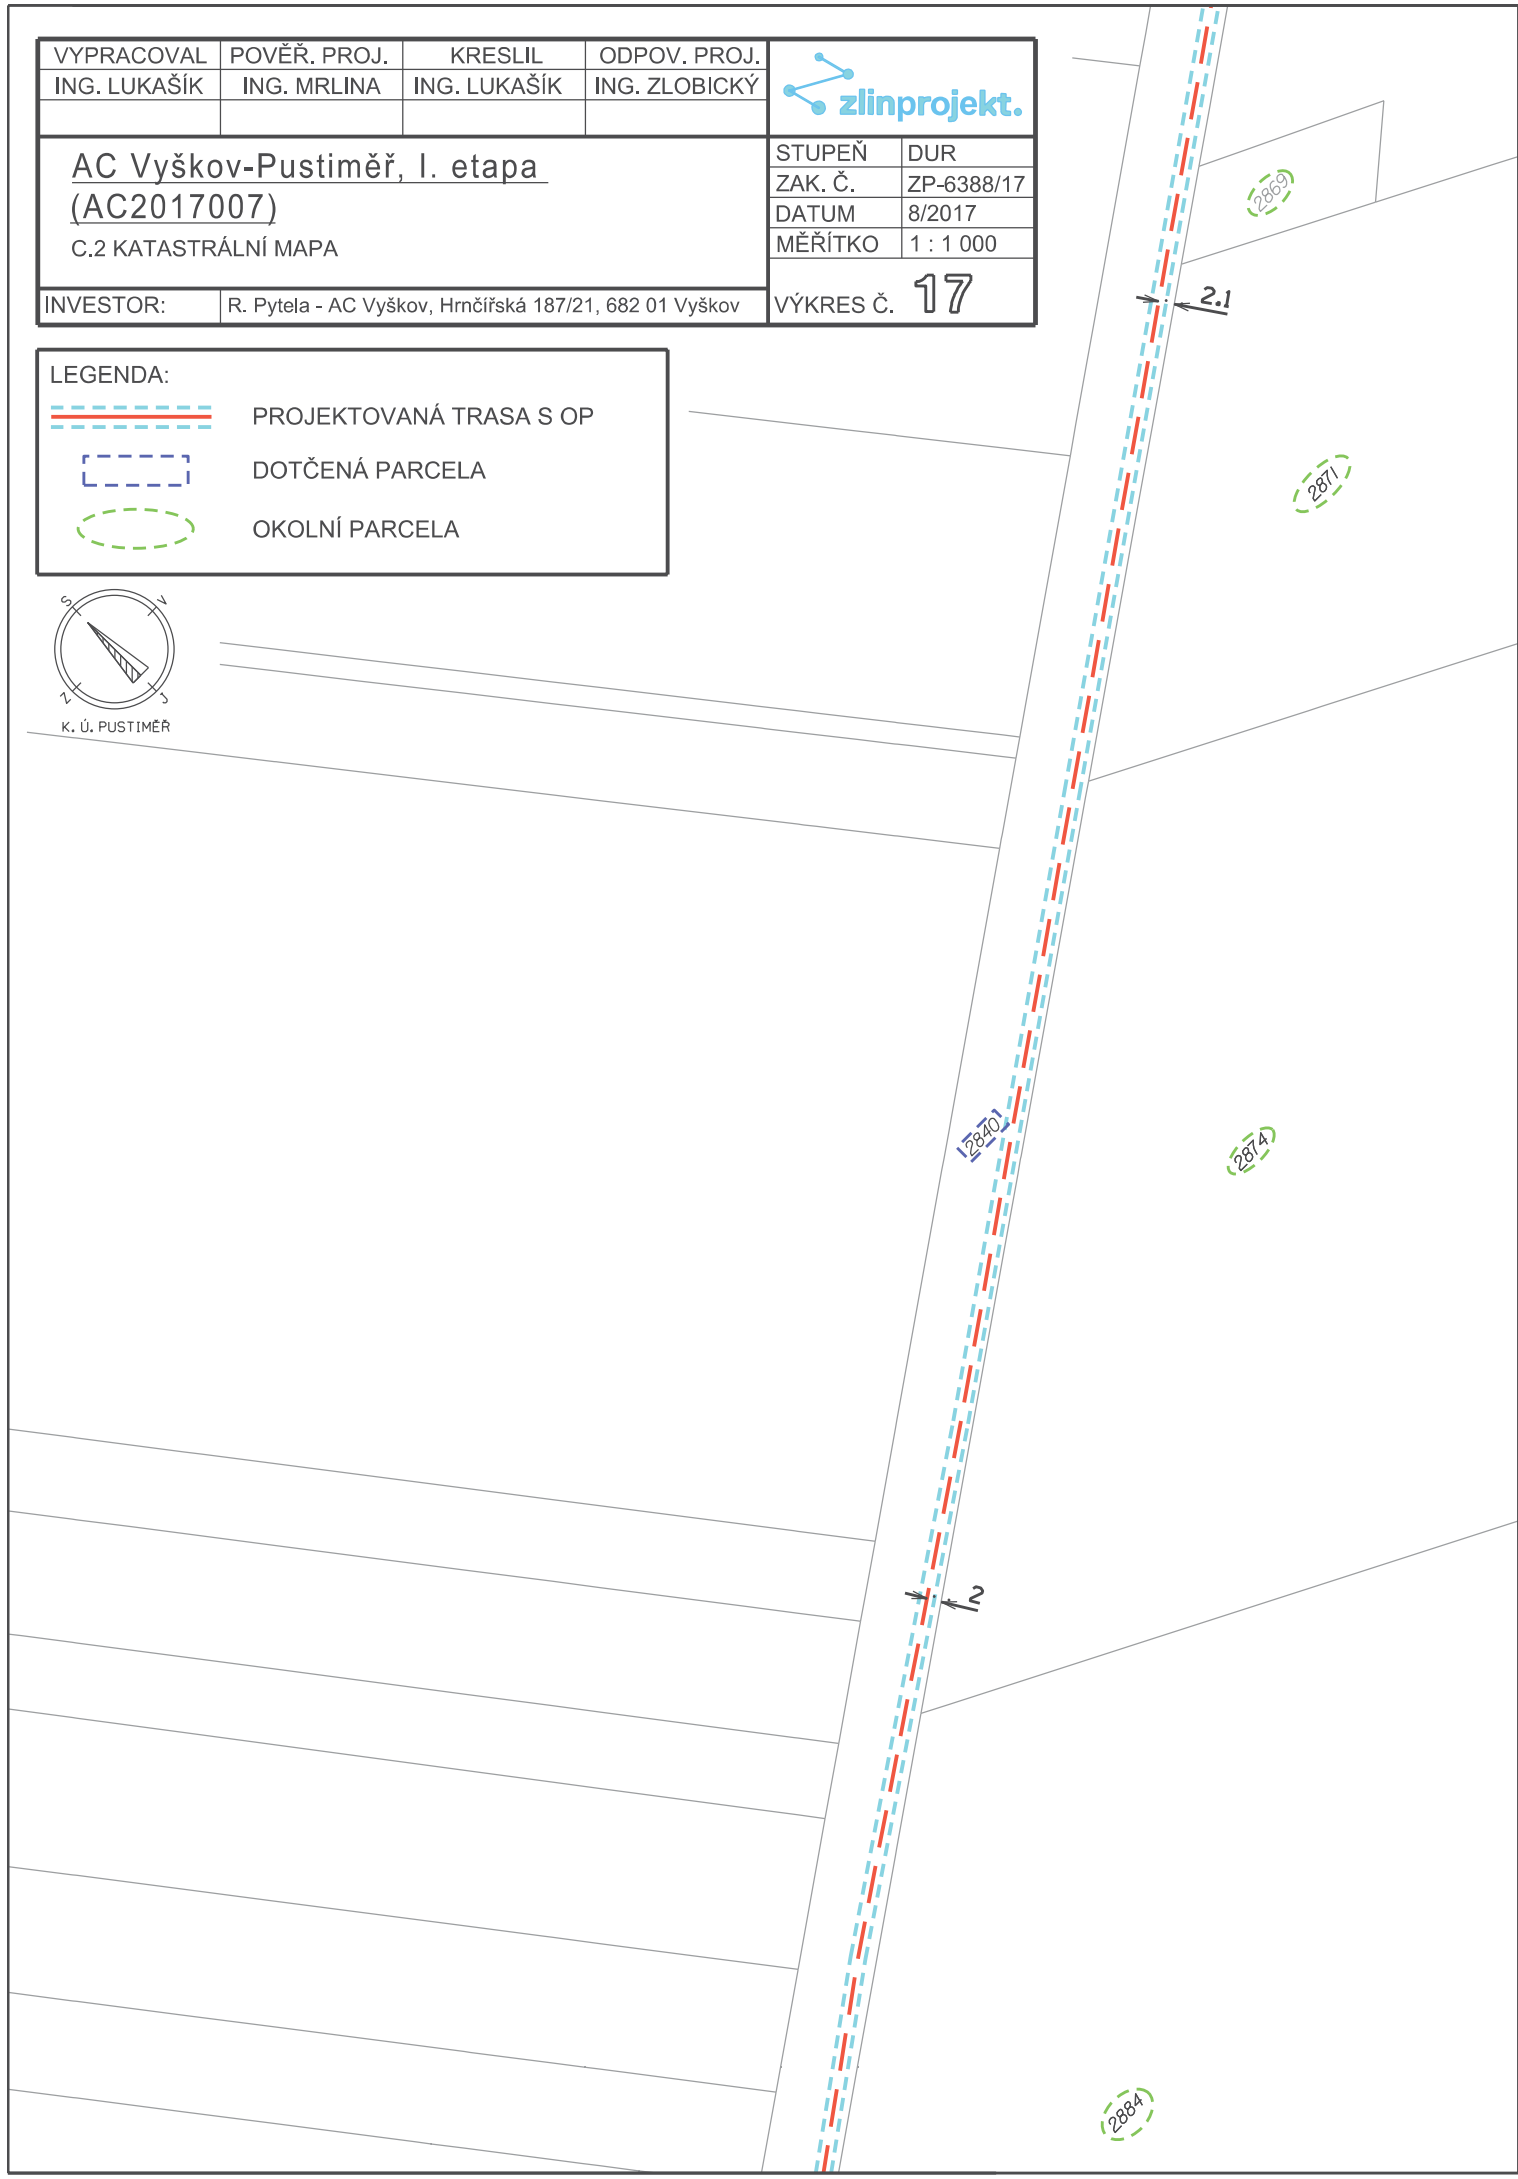 VYPRACOVAL POVĚŘ. PROJ. KRESLIL ODPOV. PROJ.
ING. LUKAŠÍK ING. MRLINA ING. LUKAŠÍK ING. ZLOBICKÝ
zlinprojekt.
AC Vyškov-Pustiměř, I. etapa
(AC2017007)
C.2 KATASTRÁLNÍ MAPA
STUPEŇ DUR
ZAK. Č. ZP-6388/17
DATUM 8/2017
MĚŘÍTKO 1 : 1 000
INVESTOR: R. Pytela - AC Vyškov, Hrnčířská 187/21, 682 01 Vyškov
VÝKRES Č. 17
LEGENDA:
PROJEKTOVANÁ TRASA S OP
DOTČENÁ PARCELA
OKOLNÍ PARCELA
S V
Z J
K. Ú. PUSTIMĚŘ
2869
2.1
2871
2840
2874
2
2884